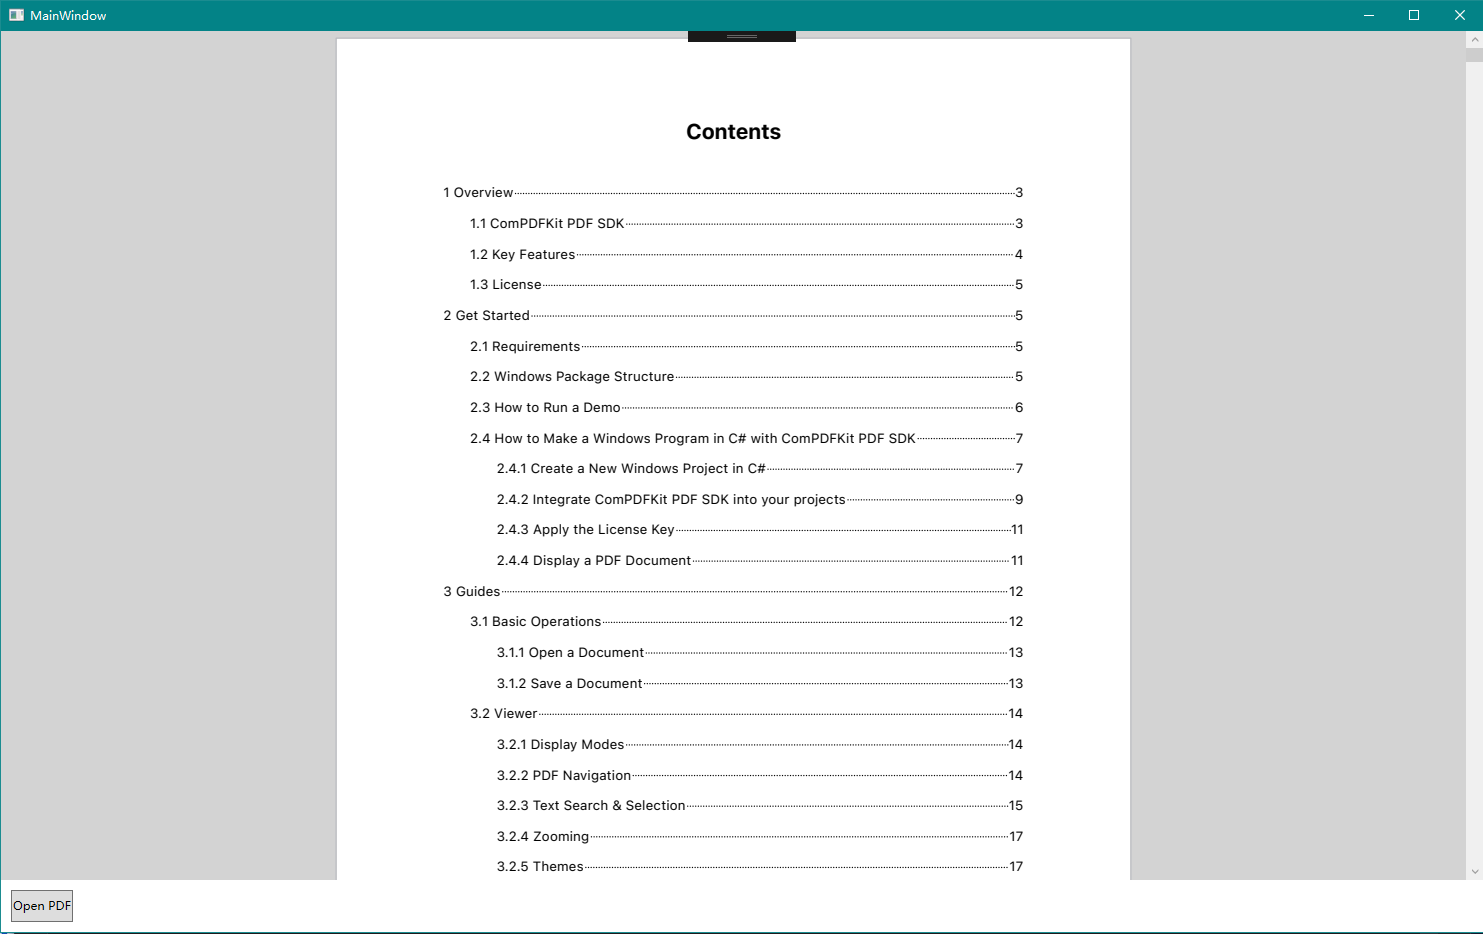 MainWindow
Contents
1 Overview 3
1.1 ComPDFKit PDF SDK 3
1.2 Key Features 4
1.3 License 5
2 Get Started 5
2.1 Requirements 5
2.2 Windows Package Structure 5
2.3 How to Run a Demo 6
2.4 How to Make a Windows Program in C# with ComPDFKit PDF SDK 7
2.4.1 Create a New Windows Project in C# 7
2.4.2 Integrate ComPDFKit PDF SDK into your projects 9
2.4.3 Apply the License Key 11
2.4.4 Display a PDF Document 11
3 Guides 12
3.1 Basic Operations 12
3.1.1 Open a Document 13
3.1.2 Save a Document 13
3.2 Viewer 14
3.2.1 Display Modes 14
3.2.2 PDF Navigation 14
3.2.3 Text Search & Selection 15
3.2.4 Zooming 17
3.2.5 Themes 17
Open PDF